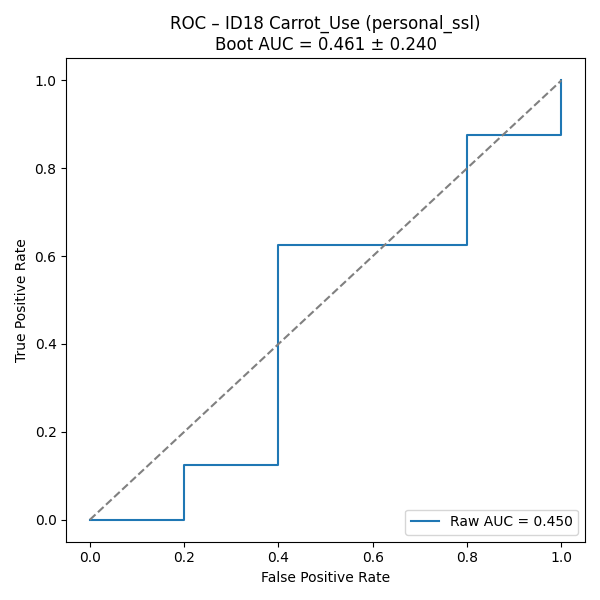 ROC – ID18 Carrot_Use (personal_ssl)
Boot AUC = 0.461 ± 0.240
True Positive Rate
1.0
0.8
0.6
0.4
0.2
0.0
0.0 0.2 0.4 0.6 0.8 1.0
False Positive Rate
Raw AUC = 0.450